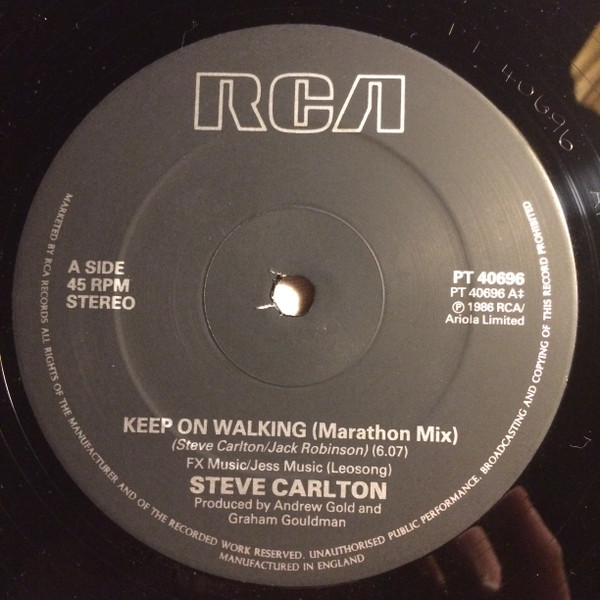 RCA
A SIDE
45 RPM
STEREO
PT 40696
PT 40696 A‡
Ⓟ 1986 RCA/
Ariola Limited
KEEP ON WALKING (Marathon Mix)
(Steve Carlton/Jack Robinson) (6.07)
FX Music/Jess Music (Leosong)
STEVE CARLTON
Produced by Andrew Gold and
Graham Gouldman
MARKETED BY RCA RECORDS ALL RIGHTS OF THE MANUFACTURER AND OF THE RECORDED WORK RESERVED. UNAUTHORISED PUBLIC PERFORMANCE, BROADCASTING AND COPYING OF THIS RECORD PROHIBITED
MANUFACTURED IN ENGLAND
40696